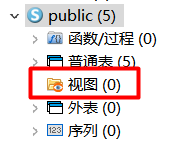 public (5)
函数/过程 (0)
普通表 (5)
视图 (0)
外表 (0)
序列 (0)